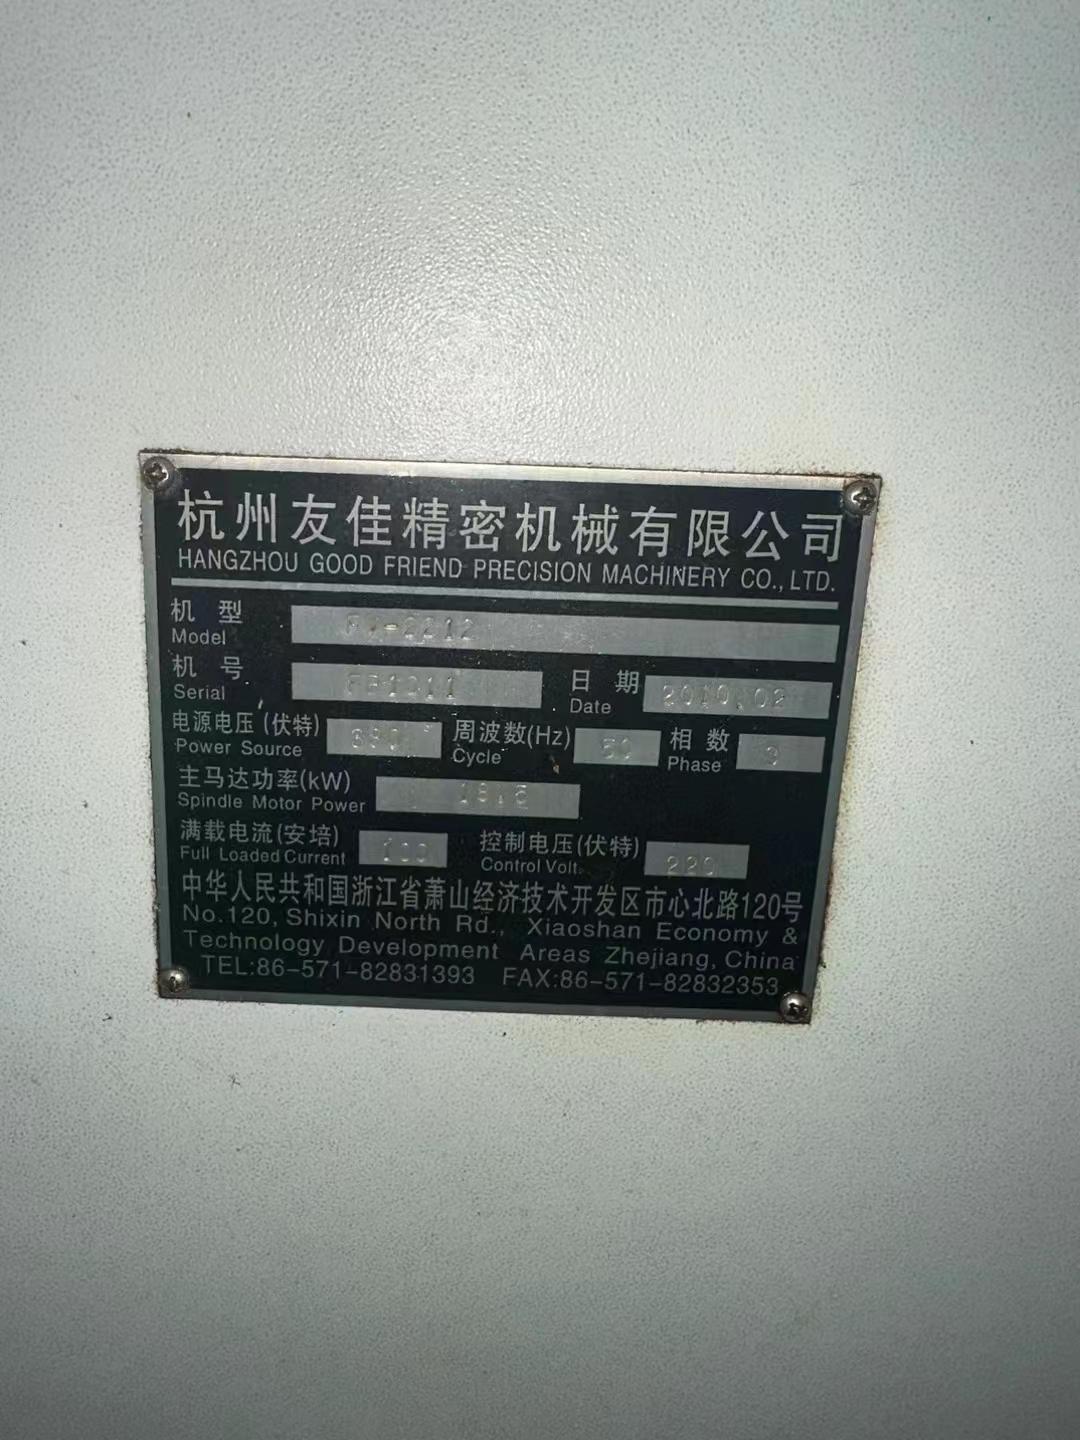 杭州友佳精密机械有限公司
HANGZHOU GOOD FRIEND PRECISION MACHINERY CO., LTD.
机 型
Model
机 号 日 期
Serial Date 2010.02
电源电压(伏特) 380 周波数(Hz) 50 相 数 3
Power Source Cycle Phase
主马达功率(kW)
Spindle Motor Power
满载电流(安培) 100 控制电压(伏特) 220
Full Loaded Current Control Volt.
中华人民共和国浙江省萧山经济技术开发区市心北路120号
No.120, Shixin North Rd., Xiaoshan Economy &
Technology Development Areas Zhejiang, China
TEL:86-571-82831393 FAX:86-571-82832353